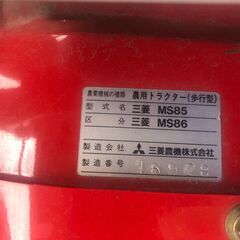 農業機械の種類 農用トラクター(歩行型)
型式名 三菱 MS85
区分 三菱 MS86
製造会社 三菱農機株式会社
製造番号